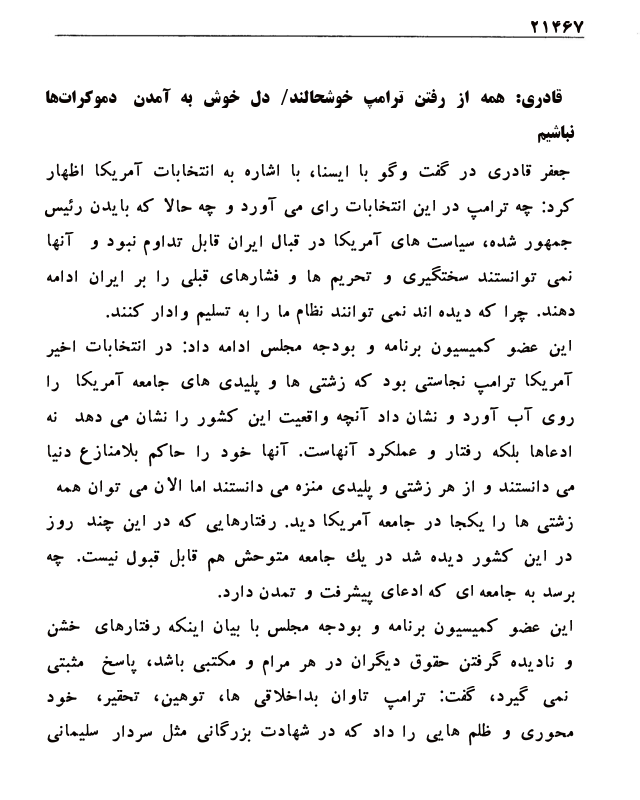 ۲۱۴۶۷
قادری: همه از رفتن ترامپ خوشحالند/ دل خوش به آمدن دموکرات‌ها
نباشیم
جعفر قادری در گفت وگو با ایسنا، با اشاره به انتخابات آمریکا اظهار
کرد: چه ترامپ در این انتخابات رای می آورد و چه حالا که بایدن رئیس
جمهور شده، سیاست های آمریکا در قبال ایران قابل تداوم نبود و آنها
نمی توانستند سختگیری و تحریم ها و فشارهای قبلی را بر ایران ادامه
دهند. چرا که دیده اند نمی توانند نظام ما را به تسلیم وادار کنند.
این عضو کمیسیون برنامه و بودجه مجلس ادامه داد: در انتخابات اخیر
آمریکا ترامپ نجاستی بود که زشتی ها و پلیدی های جامعه آمریکا را
روی آب آورد و نشان داد آنچه واقعیت این کشور را نشان می دهد نه
ادعاها بلکه رفتار و عملکرد آنهاست. آنها خود را حاکم بلامنازع دنیا
می دانستند و از هر زشتی و پلیدی منزه می دانستند اما الان می توان همه
زشتی ها را یکجا در جامعه آمریکا دید. رفتارهایی که در این چند روز
در این کشور دیده شد در یك جامعه متوحش هم قابل قبول نیست. چه
برسد به جامعه ای که ادعای پیشرفت و تمدن دارد.
این عضو کمیسیون برنامه و بودجه مجلس با بیان اینکه رفتارهای خشن
و نادیده گرفتن حقوق دیگران در هر مرام و مکتبی باشد، پاسخ مثبتی
نمی گیرد، گفت: ترامپ تاوان بداخلاقی ها، توهین، تحقیر، خود
محوری و ظلم هایی را داد که در شهادت بزرگانی مثل سردار سلیمانی